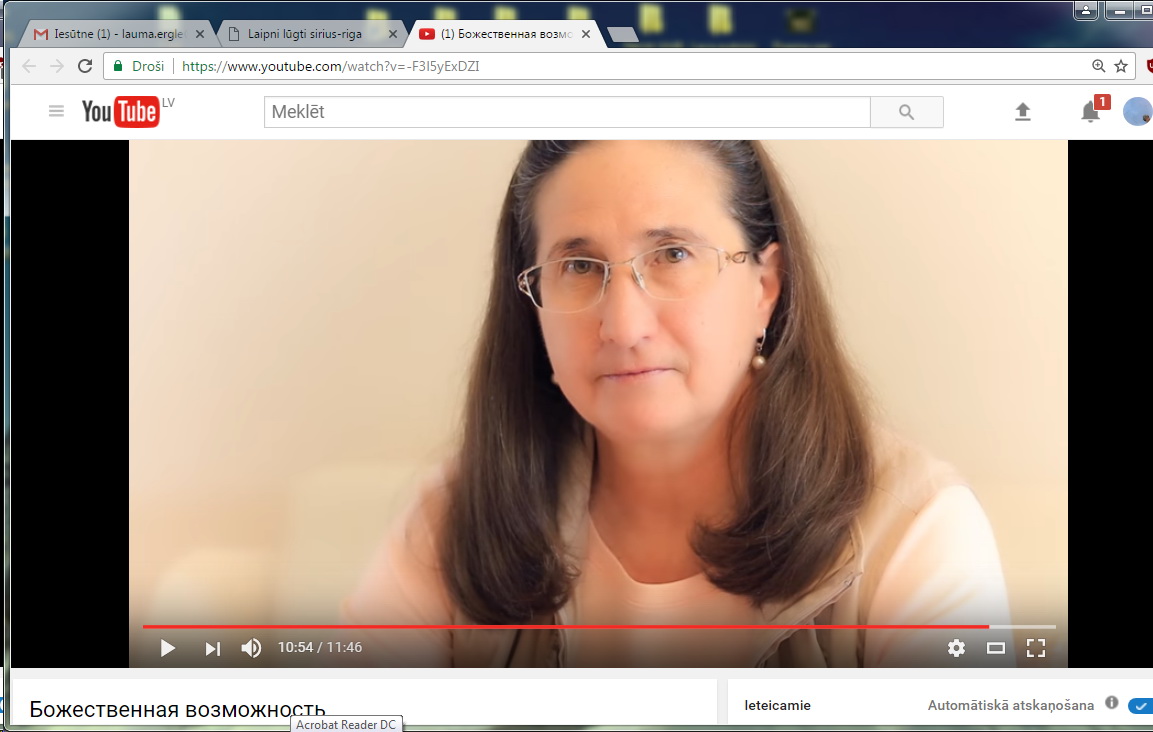 Iesūtne (1) - lauma.ergle
Laipni lūgti sirius-riga
(1) Божественная возмо
Droši
https://www.youtube.com/watch?v=-F3I5yExDZI
YouTube LV
Meklēt
1
10:54 / 11:46
Божественная возможность
Ieteicamie
Automātiskā atskaņošana
Acrobat Reader DC